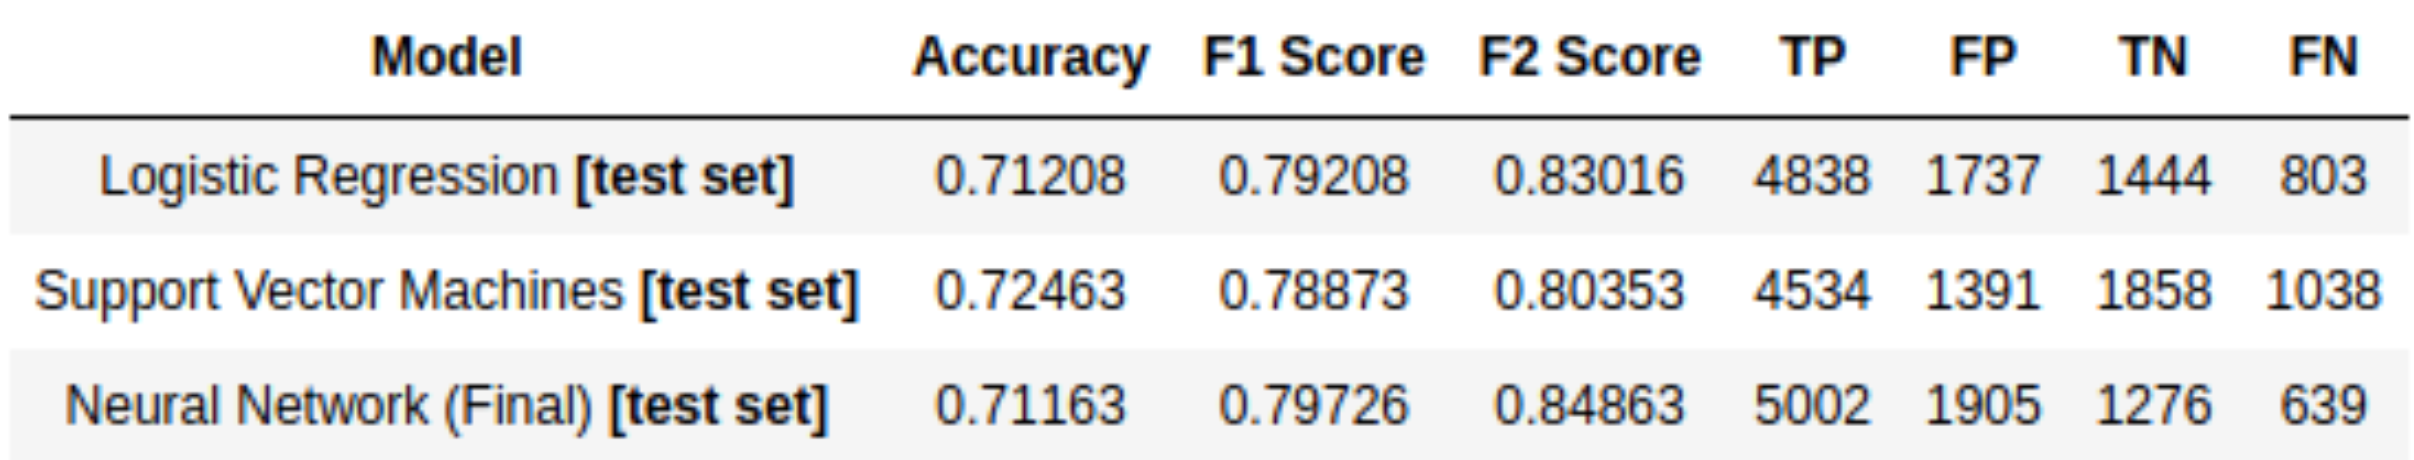 Model Accuracy F1 Score F2 Score TP FP TN FN
Logistic Regression [test set] 0.71208 0.79208 0.83016 4838 1737 1444 803
Support Vector Machines [test set] 0.72463 0.78873 0.80353 4534 1391 1858 1038
Neural Network (Final) [test set] 0.71163 0.79726 0.84863 5002 1905 1276 639